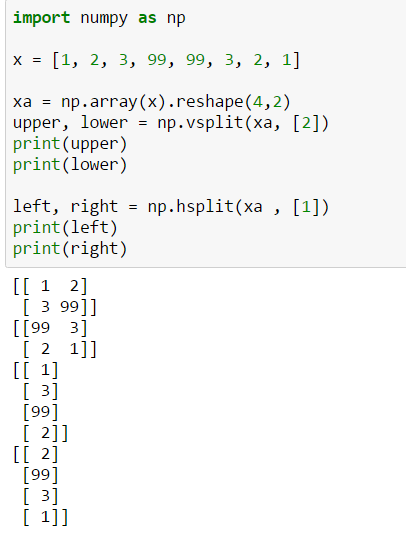 import numpy as np
x = [1, 2, 3, 99, 99, 3, 2, 1]
xa = np.array(x).reshape(4,2)
upper, lower = np.vsplit(xa, [2])
print(upper)
print(lower)
left, right = np.hsplit(xa , [1])
print(left)
print(right)
[[ 1  2]
 [ 3 99]]
[[99  3]
 [ 2  1]]
[[ 1]
 [ 3]
 [99]
 [ 2]]
[[ 2]
 [99]
 [ 3]
 [ 1]]